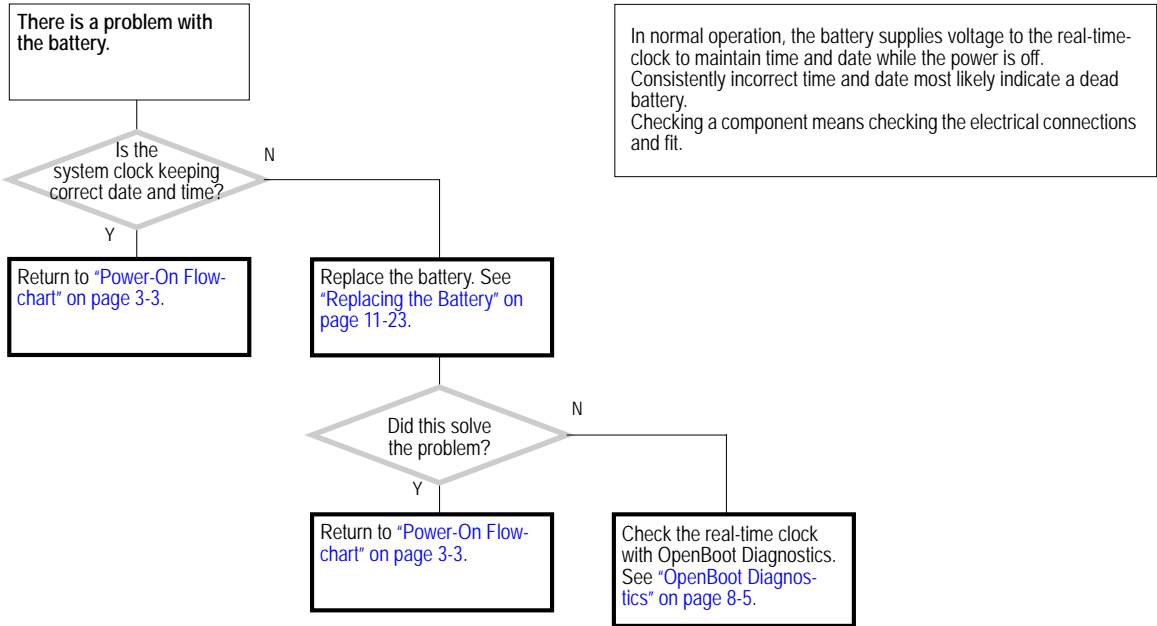 There is a problem with
the battery.
In normal operation, the battery supplies voltage to the real-time-
clock to maintain time and date while the power is off.
Consistently incorrect time and date most likely indicate a dead
battery.
Checking a component means checking the electrical connections
and fit.
Is the
system clock keeping
correct date and time?
N
Y
Return to "Power-On Flow-
chart" on page 3-3.
Replace the battery. See
"Replacing the Battery" on
page 11-23.
Did this solve
the problem?
N
Y
Return to "Power-On Flow-
chart" on page 3-3.
Check the real-time clock
with OpenBoot Diagnostics.
See "OpenBoot Diagnos-
tics" on page 8-5.